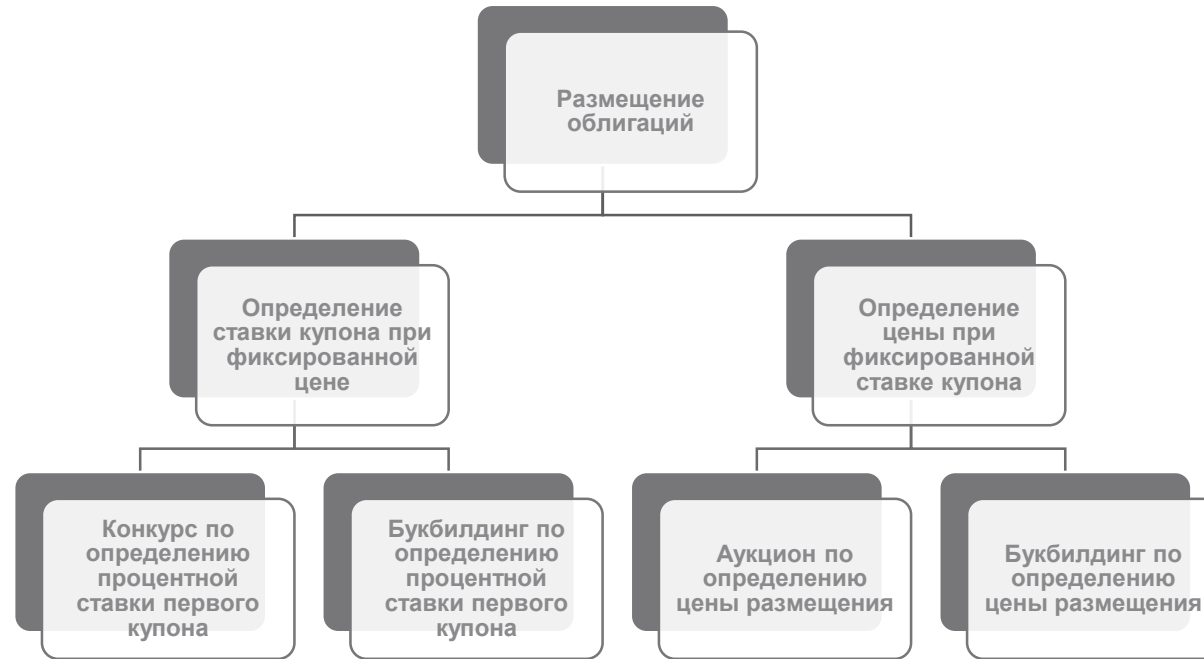 Размещение
облигаций
Определение
ставки купона при
фиксированной
цене
Определение
цены при
фиксированной
ставке купона
Конкурс по
определению
процентной
ставки первого
купона
Букбилдинг по
определению
процентной
ставки первого
купона
Аукцион по
определению
цены размещения
Букбилдинг по
определению
цены размещения